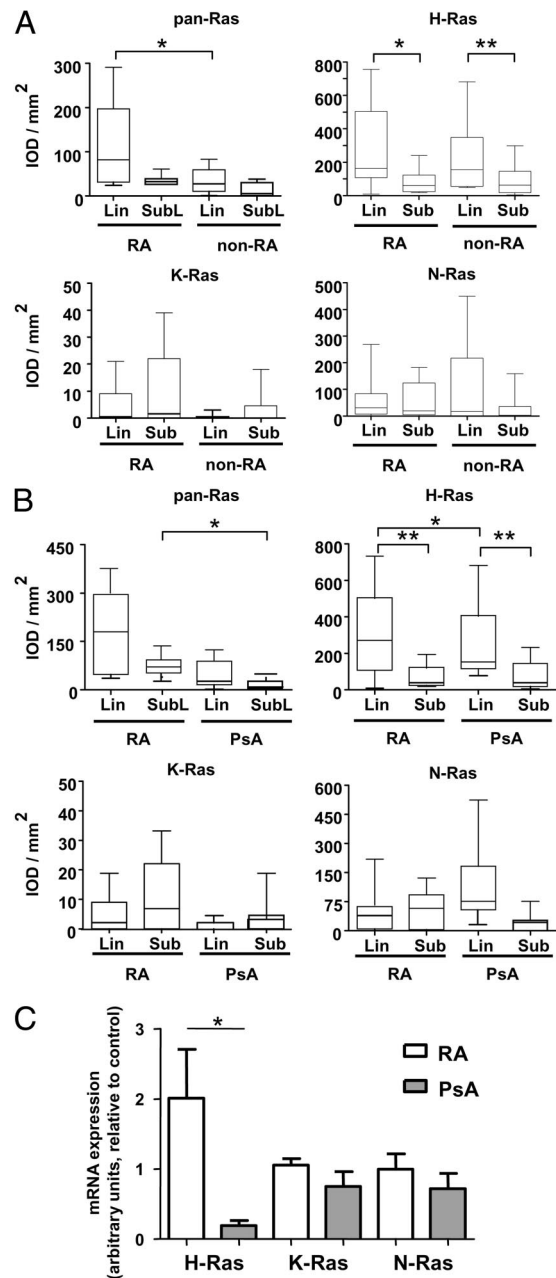 A
pan-Ras
H-Ras
IOD / mm2
300
200
100
0
*
Lin SubL Lin SubL
RA non-RA
800
600
400
200
100
0
* **
Lin Sub Lin Sub
RA non-RA
K-Ras
N-Ras
IOD / mm2
50
40
30
20
10
0
Lin Sub Lin Sub
RA non-RA
500
400
300
200
100
0
Lin Sub Lin Sub
RA non-RA
B
pan-Ras
H-Ras
IOD / mm2
450
300
150
0
*
Lin SubL Lin SubL
RA PsA
800
600
400
200
100
0
*
** **
Lin Sub Lin Sub
RA PsA
K-Ras
N-Ras
IOD / mm2
50
40
30
20
10
0
Lin Sub Lin Sub
RA PsA
600
450
300
150
75
0
Lin Sub Lin Sub
RA PsA
C
mRNA expression
(arbitrary units, relative to control)
3
2
1
0
*
RA
PsA
H-Ras K-Ras N-Ras